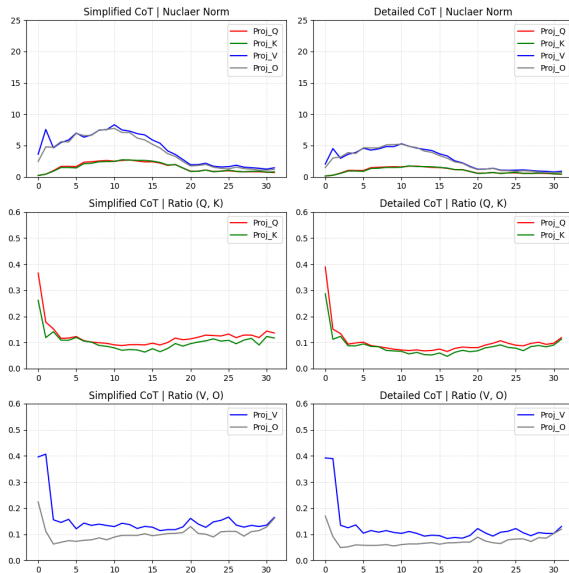 Simplified CoT | Nuclaer Norm
25
20
15
10
5
0
0 5 10 15 20 25 30
Proj_Q
Proj_K
Proj_V
Proj_O
Detailed CoT | Nuclaer Norm
25
20
15
10
5
0
0 5 10 15 20 25 30
Proj_Q
Proj_K
Proj_V
Proj_O
Simplified CoT | Ratio (Q, K)
0.6
0.5
0.4
0.3
0.2
0.1
0.0
0 5 10 15 20 25 30
Proj_Q
Proj_K
Detailed CoT | Ratio (Q, K)
0.6
0.5
0.4
0.3
0.2
0.1
0.0
0 5 10 15 20 25 30
Proj_Q
Proj_K
Simplified CoT | Ratio (V, O)
0.6
0.5
0.4
0.3
0.2
0.1
0.0
0 5 10 15 20 25 30
Proj_V
Proj_O
Detailed CoT | Ratio (V, O)
0.6
0.5
0.4
0.3
0.2
0.1
0.0
0 5 10 15 20 25 30
Proj_V
Proj_O